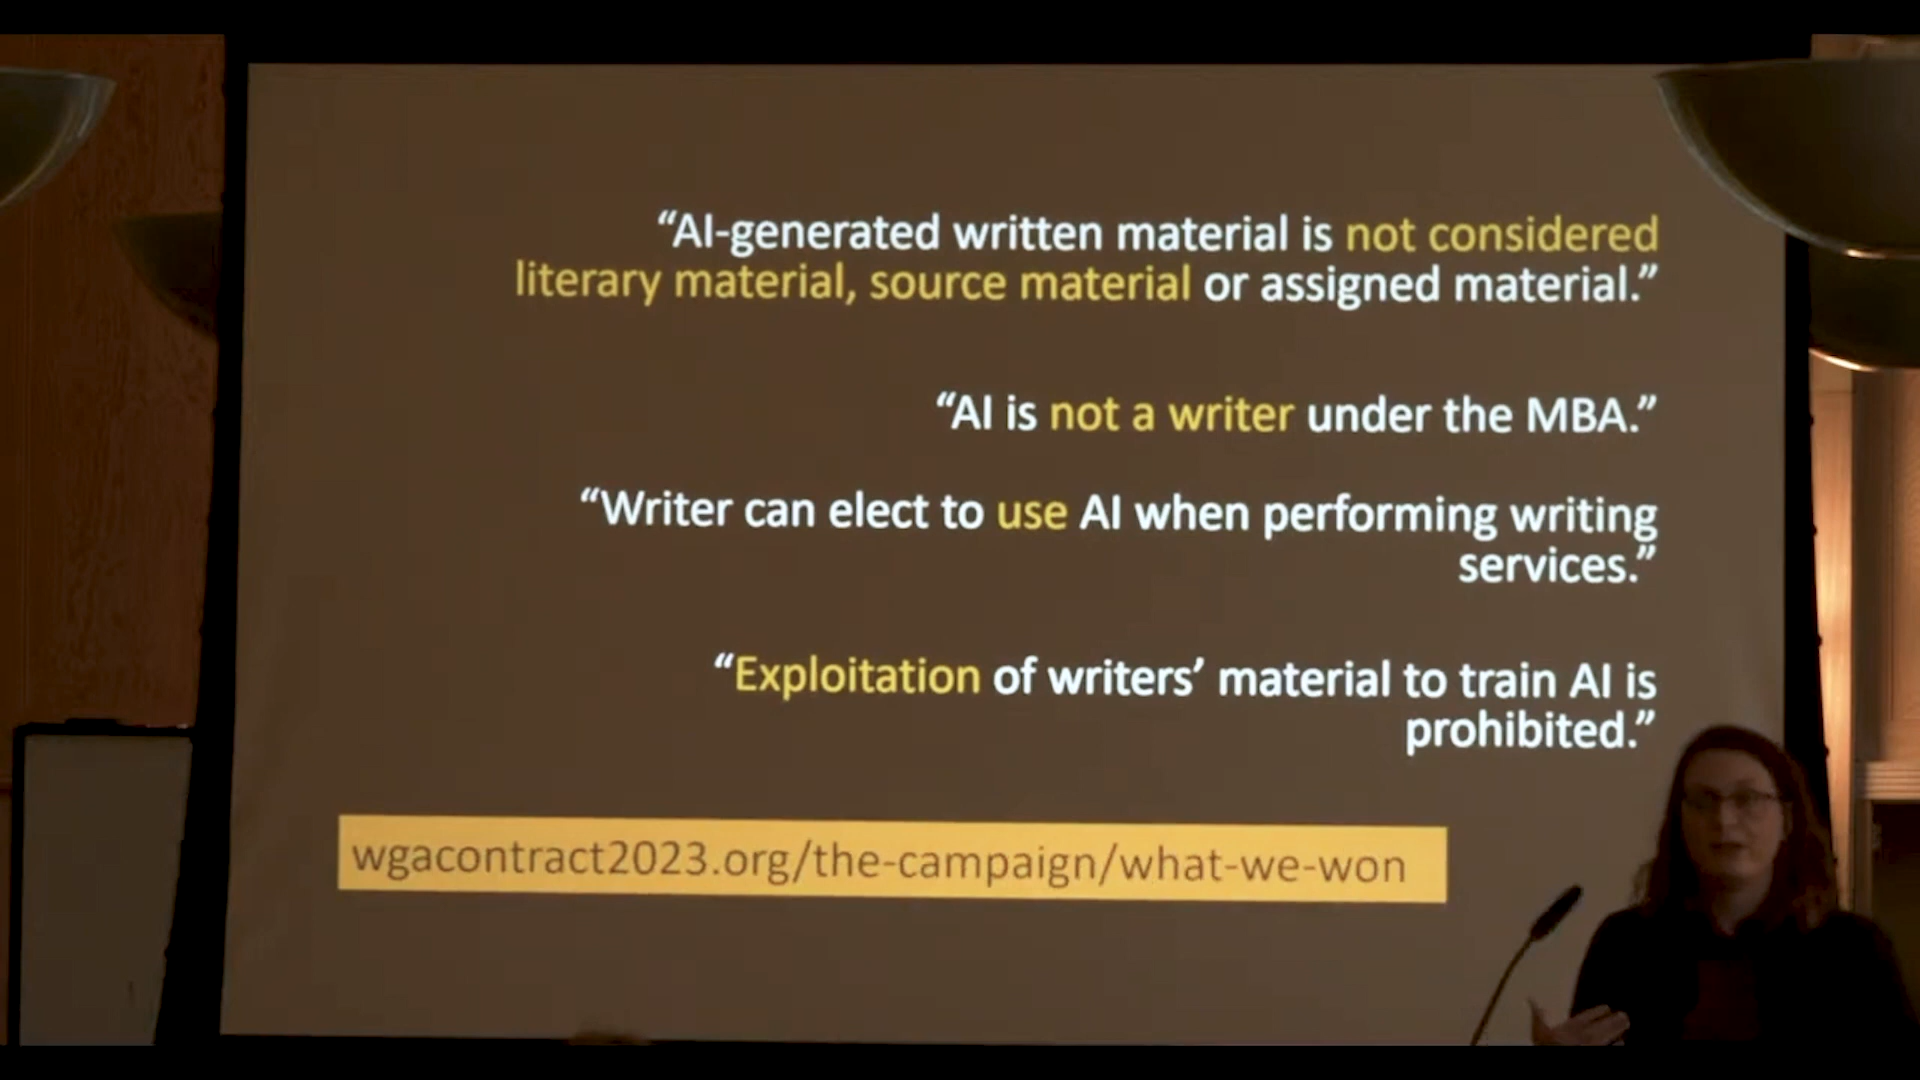 “AI-generated written material is not considered
literary material, source material or assigned material.”
“AI is not a writer under the MBA.”
“Writer can elect to use AI when performing writing
services.”
“Exploitation of writers’ material to train AI is
prohibited.”
wgacontract2023.org/the-campaign/what-we-won